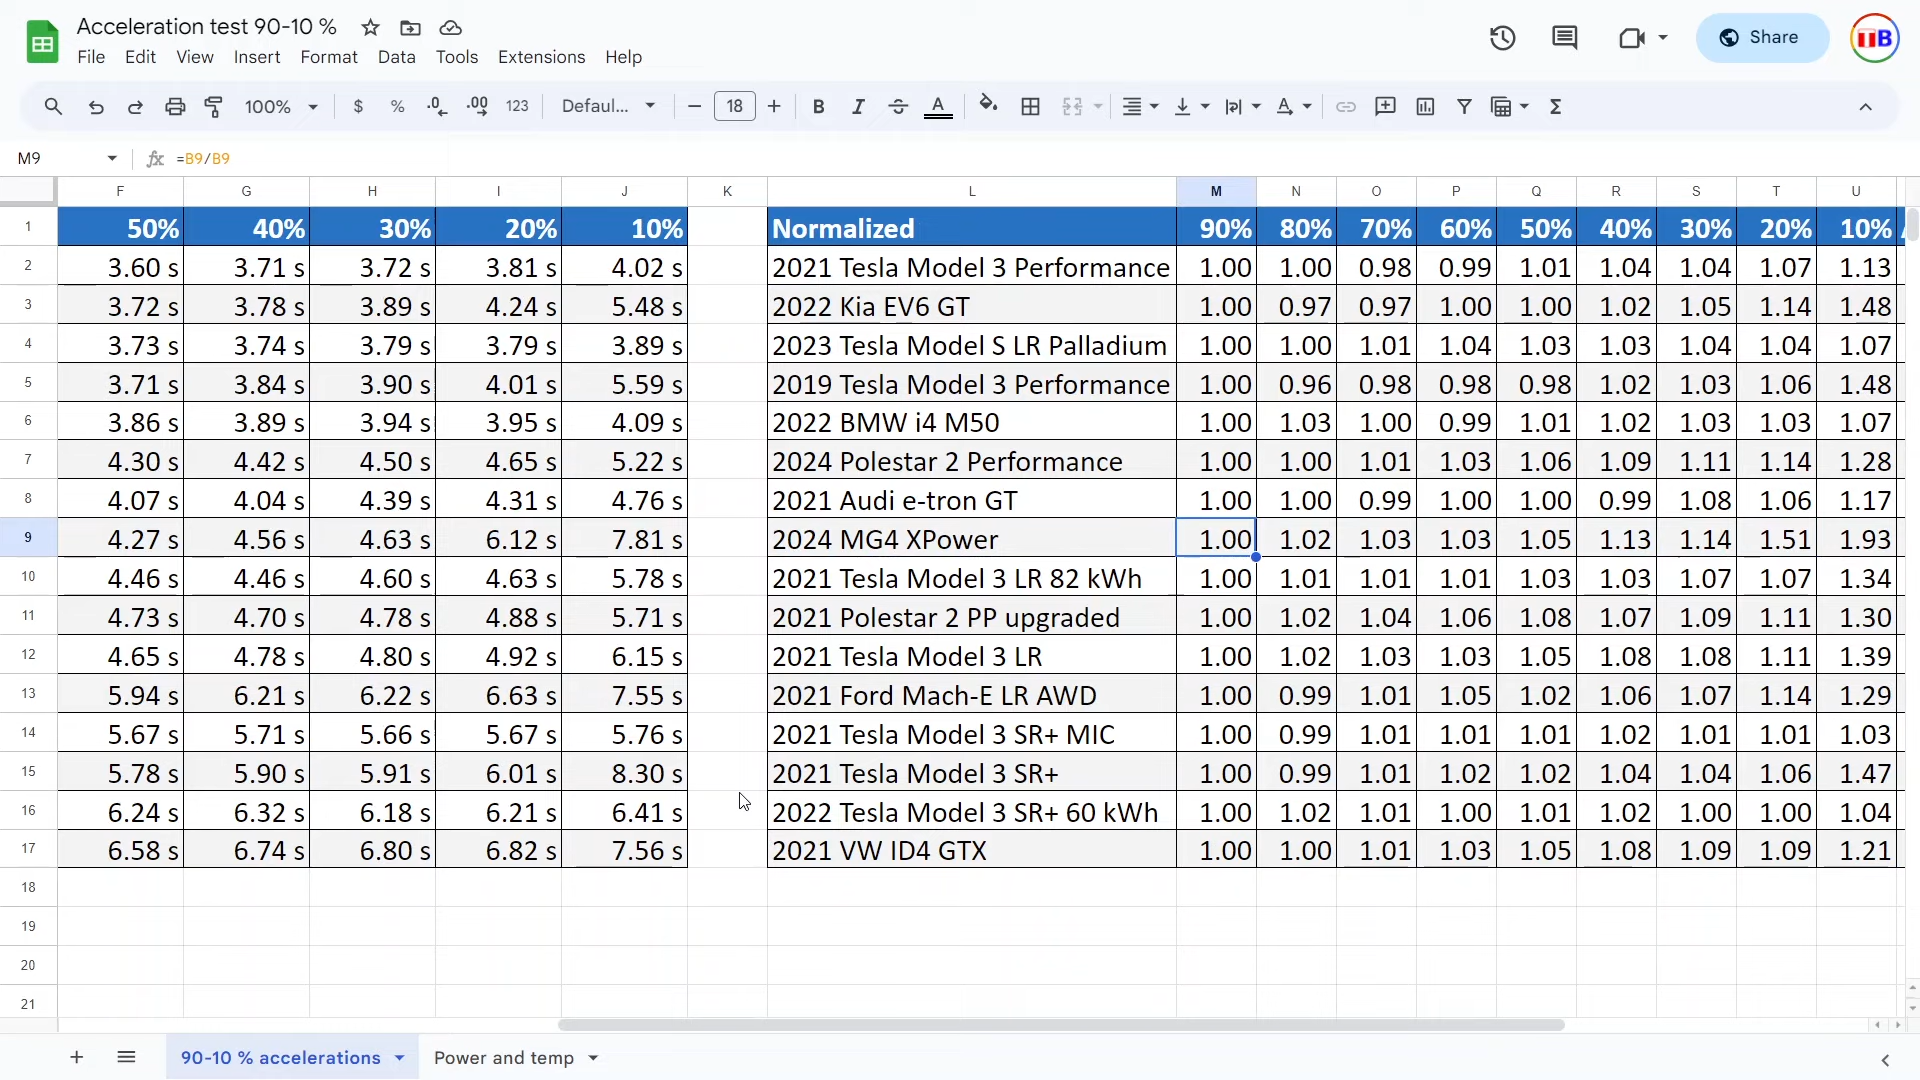 Acceleration test 90-10 %
File Edit View Insert Format Data Tools Extensions Help
Share
TTB
100% $ % .0 .00 123 Defaul... 18 B I S A A Σ
M9 fx =B9/B9
F G H I J K L M N O P Q R S T U
1 50% 40% 30% 20% 10% Normalized 90% 80% 70% 60% 50% 40% 30% 20% 10%
2 3.60 s 3.71 s 3.72 s 3.81 s 4.02 s 2021 Tesla Model 3 Performance 1.00 1.00 0.98 0.99 1.01 1.04 1.04 1.07 1.13
3 3.72 s 3.78 s 3.89 s 4.24 s 5.48 s 2022 Kia EV6 GT 1.00 0.97 0.97 1.00 1.00 1.02 1.05 1.14 1.48
4 3.73 s 3.74 s 3.79 s 3.79 s 3.89 s 2023 Tesla Model S LR Palladium 1.00 1.00 1.01 1.04 1.03 1.03 1.04 1.04 1.07
5 3.71 s 3.84 s 3.90 s 4.01 s 5.59 s 2019 Tesla Model 3 Performance 1.00 0.96 0.98 0.98 0.98 1.02 1.03 1.06 1.48
6 3.86 s 3.89 s 3.94 s 3.95 s 4.09 s 2022 BMW i4 M50 1.00 1.03 1.00 0.99 1.01 1.02 1.03 1.03 1.07
7 4.30 s 4.42 s 4.50 s 4.65 s 5.22 s 2024 Polestar 2 Performance 1.00 1.00 1.01 1.03 1.06 1.09 1.11 1.14 1.28
8 4.07 s 4.04 s 4.39 s 4.31 s 4.76 s 2021 Audi e-tron GT 1.00 1.00 0.99 1.00 1.00 0.99 1.08 1.06 1.17
9 4.27 s 4.56 s 4.63 s 6.12 s 7.81 s 2024 MG4 XPower 1.00 1.02 1.03 1.03 1.05 1.13 1.14 1.51 1.93
10 4.46 s 4.46 s 4.60 s 4.63 s 5.78 s 2021 Tesla Model 3 LR 82 kWh 1.00 1.01 1.01 1.01 1.03 1.03 1.07 1.07 1.34
11 4.73 s 4.70 s 4.78 s 4.88 s 5.71 s 2021 Polestar 2 PP upgraded 1.00 1.02 1.04 1.06 1.08 1.07 1.09 1.11 1.30
12 4.65 s 4.78 s 4.80 s 4.92 s 6.15 s 2021 Tesla Model 3 LR 1.00 1.02 1.03 1.03 1.05 1.08 1.08 1.11 1.39
13 5.94 s 6.21 s 6.22 s 6.63 s 7.55 s 2021 Ford Mach-E LR AWD 1.00 0.99 1.01 1.05 1.02 1.06 1.07 1.14 1.29
14 5.67 s 5.71 s 5.66 s 5.67 s 5.76 s 2021 Tesla Model 3 SR+ MIC 1.00 0.99 1.01 1.01 1.01 1.02 1.01 1.01 1.03
15 5.78 s 5.90 s 5.91 s 6.01 s 8.30 s 2021 Tesla Model 3 SR+ 1.00 0.99 1.01 1.02 1.02 1.04 1.04 1.06 1.47
16 6.24 s 6.32 s 6.18 s 6.21 s 6.41 s 2022 Tesla Model 3 SR+ 60 kWh 1.00 1.02 1.01 1.00 1.01 1.02 1.00 1.00 1.04
17 6.58 s 6.74 s 6.80 s 6.82 s 7.56 s 2021 VW ID4 GTX 1.00 1.00 1.01 1.03 1.05 1.08 1.09 1.09 1.21
18
19
20
21
90-10 % accelerations Power and temp